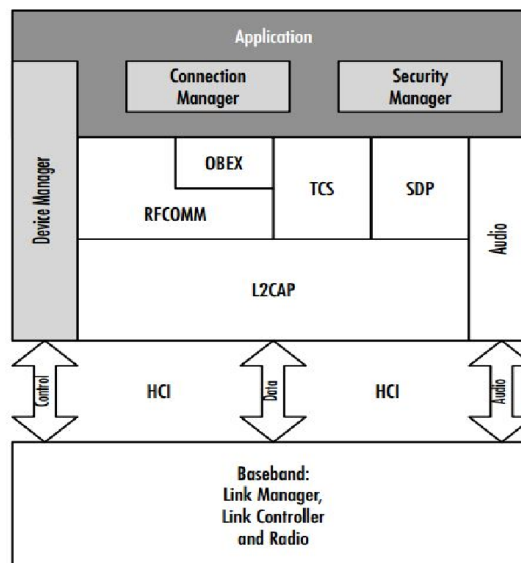 Application
Connection
Manager
Security
Manager
Device Manager
OBEX
RFCOMM
TCS
SDP
Audio
L2CAP
Control
HCI
Data
HCI
Audio
Baseband:
Link Manager,
Link Controller
and Radio